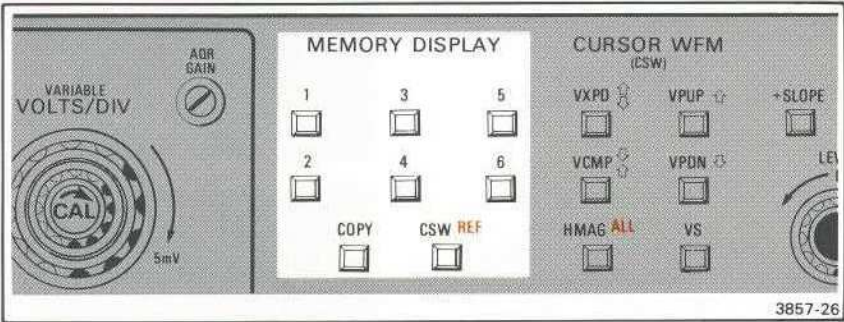 AQR
GAIN
VARIABLE
VOLTS/DIV
CAL
5mV
MEMORY DISPLAY
1 3 5
2 4 6
COPY CSW REF
CURSOR WFM
(CSW)
VXPD VPUP +SLOPE
VCMP VPDN
HMAG ALL VS
3857-26